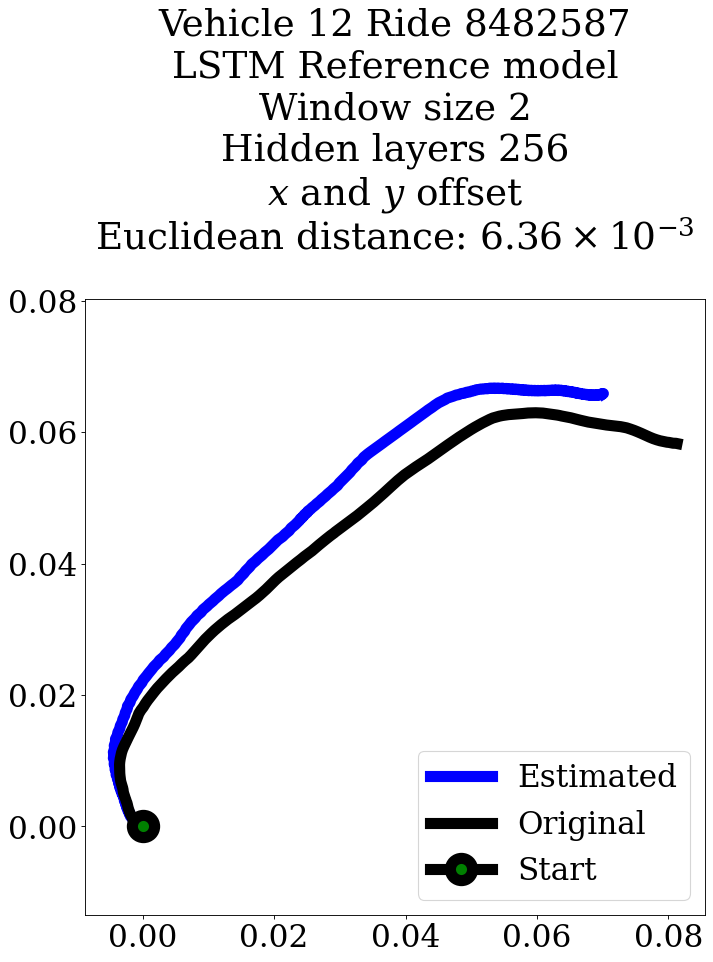 Vehicle 12 Ride 8482587
LSTM Reference model
Window size 2
Hidden layers 256
x and y offset
Euclidean distance: 6.36 × 10⁻³
0.08
0.06
0.04
0.02
0.00
Estimated
Original
Start
0.00 0.02 0.04 0.06 0.08